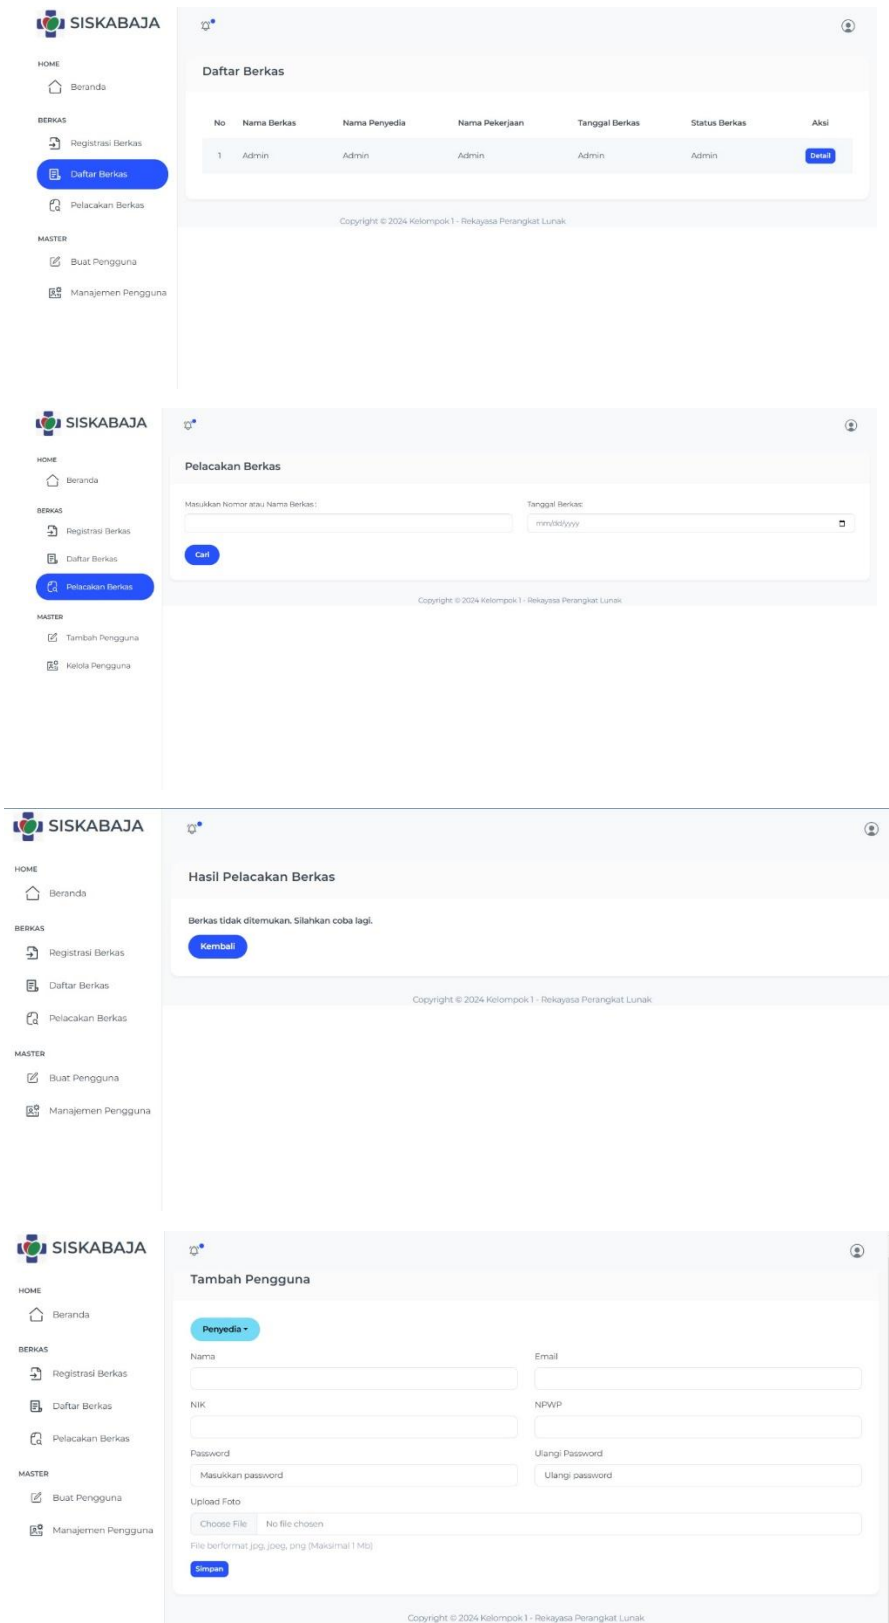 SISKABAJA
HOME
Beranda
BERKAS
Registrasi Berkas
Daftar Berkas
Pelacakan Berkas
MASTER
Buat Pengguna
Manajemen Pengguna
Daftar Berkas
No Nama Berkas Nama Penyedia Nama Pekerjaan Tanggal Berkas Status Berkas Aksi
1 Admin Admin Admin Admin Admin Detail
Copyright © 2024 Kelompok 1 - Rekayasa Perangkat Lunak
SISKABAJA
HOME
Beranda
BERKAS
Registrasi Berkas
Daftar Berkas
Pelacakan Berkas
MASTER
Tambah Pengguna
Kelola Pengguna
Pelacakan Berkas
Masukkan Nomor atau Nama Berkas : Tanggal Berkas:
mm/dd/yyyy
Cari
Copyright © 2024 Kelompok 1 - Rekayasa Perangkat Lunak
SISKABAJA
HOME
Beranda
BERKAS
Registrasi Berkas
Daftar Berkas
Pelacakan Berkas
MASTER
Buat Pengguna
Manajemen Pengguna
Hasil Pelacakan Berkas
Berkas tidak ditemukan. Silahkan coba lagi.
Kembali
Copyright © 2024 Kelompok 1 - Rekayasa Perangkat Lunak
SISKABAJA
HOME
Beranda
BERKAS
Registrasi Berkas
Daftar Berkas
Pelacakan Berkas
MASTER
Buat Pengguna
Manajemen Pengguna
Tambah Pengguna
Penyedia
Nama Email
NIK NPWP
Password Ulangi Password
Masukkan password Ulangi password
Upload Foto
Choose File No file chosen
File berformat jpg, jpeg, png (Maksimal 1 Mb)
Simpan
Copyright © 2024 Kelompok 1 - Rekayasa Perangkat Lunak